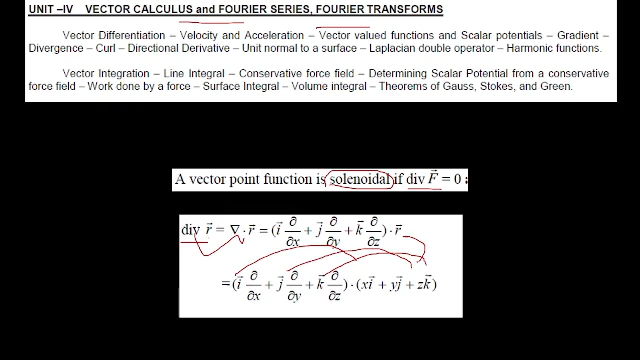 UNIT –IV VECTOR CALCULUS and FOURIER SERIES, FOURIER TRANSFORMS
Vector Differentiation – Velocity and Acceleration – Vector valued functions and Scalar potentials – Gradient –
Divergence – Curl – Directional Derivative – Unit normal to a surface – Laplacian double operator – Harmonic functions.
Vector Integration – Line Integral – Conservative force field – Determining Scalar Potential from a conservative
force field – Work done by a force – Surface Integral – Volume integral – Theorems of Gauss, Stokes, and Green.
A vector point function is solenoidal if div F⃗ = 0 :
div r⃗ = ∇ · r⃗ = (i⃗ ∂/∂x + j⃗ ∂/∂y + k⃗ ∂/∂z) · r⃗
= (i⃗ ∂/∂x + j⃗ ∂/∂y + k⃗ ∂/∂z) · (xi⃗ + yj⃗ + zk⃗)